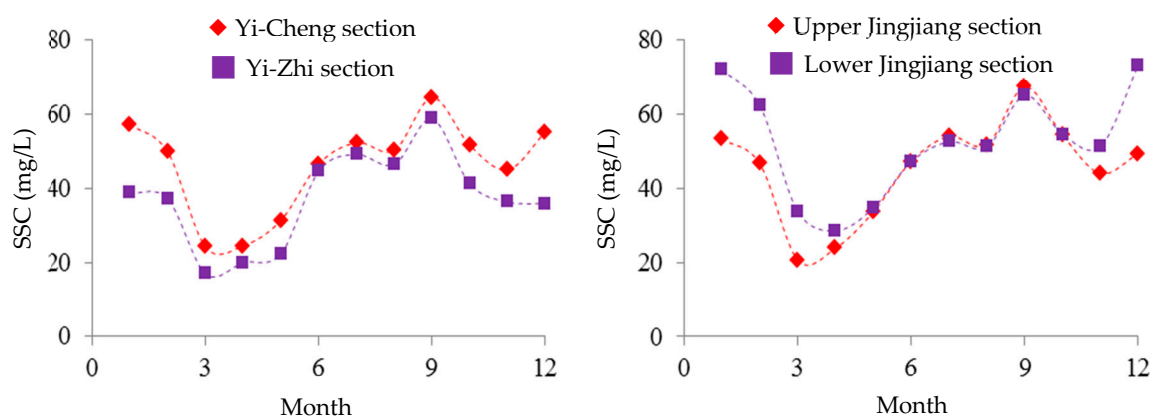 80
60
40
20
0
SSC (mg/L)
Yi-Cheng section
Yi-Zhi section
0 3 6 9 12
Month
80
60
40
20
0
SSC (mg/L)
Upper Jingjiang section
Lower Jingjiang section
0 3 6 9 12
Month